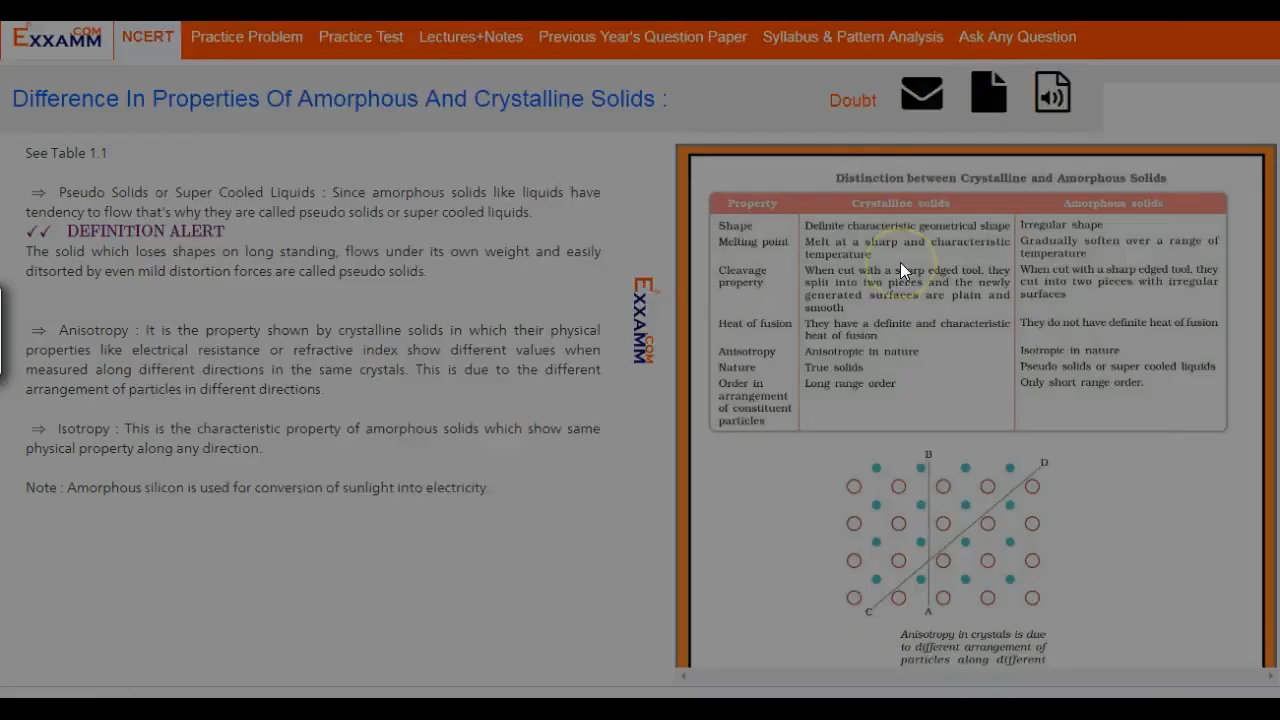 EXXAMM.COM
NCERT Practice Problem Practice Test Lectures+Notes Previous Year's Question Paper Syllabus & Pattern Analysis Ask Any Question
Difference In Properties Of Amorphous And Crystalline Solids :
Doubt
See Table 1.1
⇒ Pseudo Solids or Super Cooled Liquids : Since amorphous solids like liquids have
tendency to flow that's why they are called pseudo solids or super cooled liquids.
✓✓ DEFINITION ALERT
The solid which loses shapes on long standing, flows under its own weight and easily
ditsorted by even mild distortion forces are called pseudo solids.
⇒ Anisotropy : It is the property shown by crystalline solids in which their physical
properties like electrical resistance or refractive index show different values when
measured along different directions in the same crystals. This is due to the different
arrangement of particles in different directions.
⇒ Isotropy : This is the characteristic property of amorphous solids which show same
physical property along any direction.
Note : Amorphous silicon is used for conversion of sunlight into electricity.
EXXAMM.COM
Distinction between Crystalline and Amorphous Solids
Property Crystalline solids Amorphous solids
Shape Definite characteristic geometrical shape Irregular shape
Melting point Melt at a sharp and characteristic Gradually soften over a range of
temperature temperature
Cleavage When cut with a sharp edged tool, they When cut with a sharp edged tool, they
property split into two pieces and the newly cut into two pieces with irregular
generated surfaces are plain and surfaces
smooth
Heat of fusion They have a definite and characteristic They do not have definite heat of fusion
heat of fusion
Anisotropy Anisotropic in nature Isotropic in nature
Nature True solids Pseudo solids or super cooled liquids
Order in Long range order Only short range order.
arrangement
of constituent
particles
B
D
C
A
Anisotropy in crystals is due
to different arrangement of
particles along different